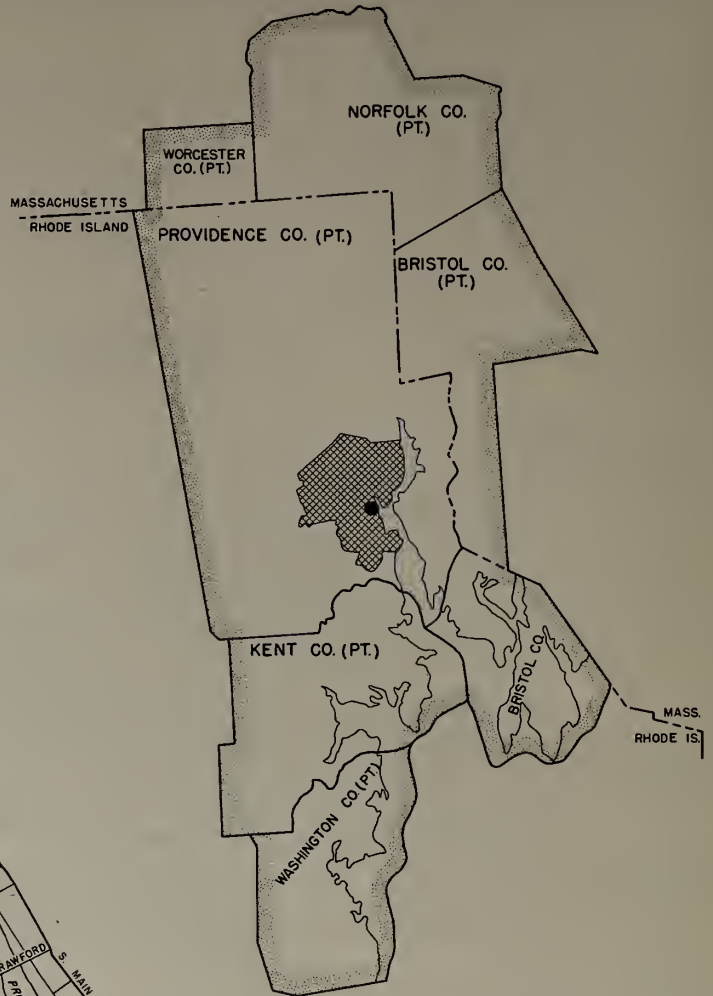 NORFOLK CO.
(PT.)
WORCESTER
CO. (PT.)
MASSACHUSETTS
RHODE ISLAND
PROVIDENCE CO. (PT.)
BRISTOL CO.
(PT.)
KENT CO. (PT.)
BRISTOL CO.
MASS.
RHODE IS.
WASHINGTON CO. (PT.)
S. MAIN